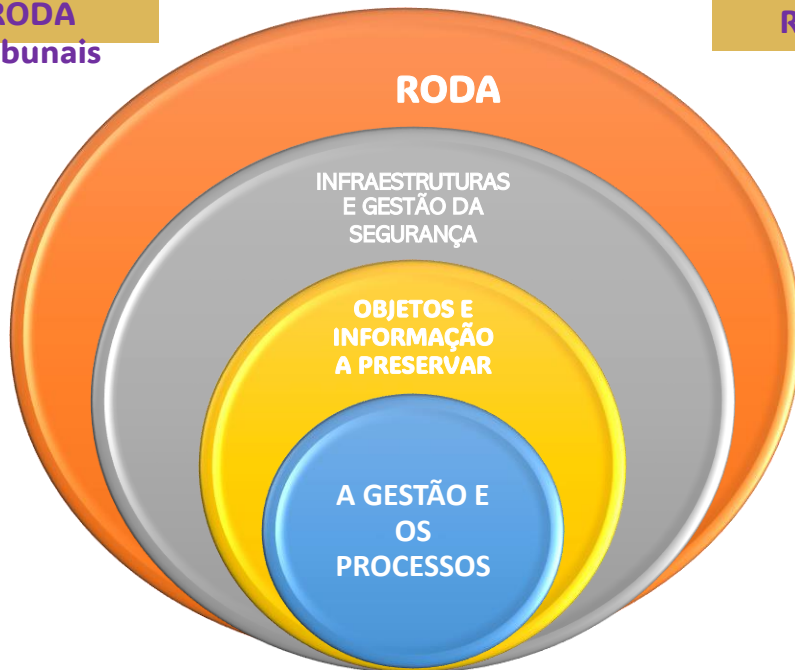 RODA
bunais
R
RODA
INFRAESTRUTURAS
E GESTÃO DA
SEGURANÇA
OBJETOS E
INFORMAÇÃO
A PRESERVAR
A GESTÃO E
OS
PROCESSOS